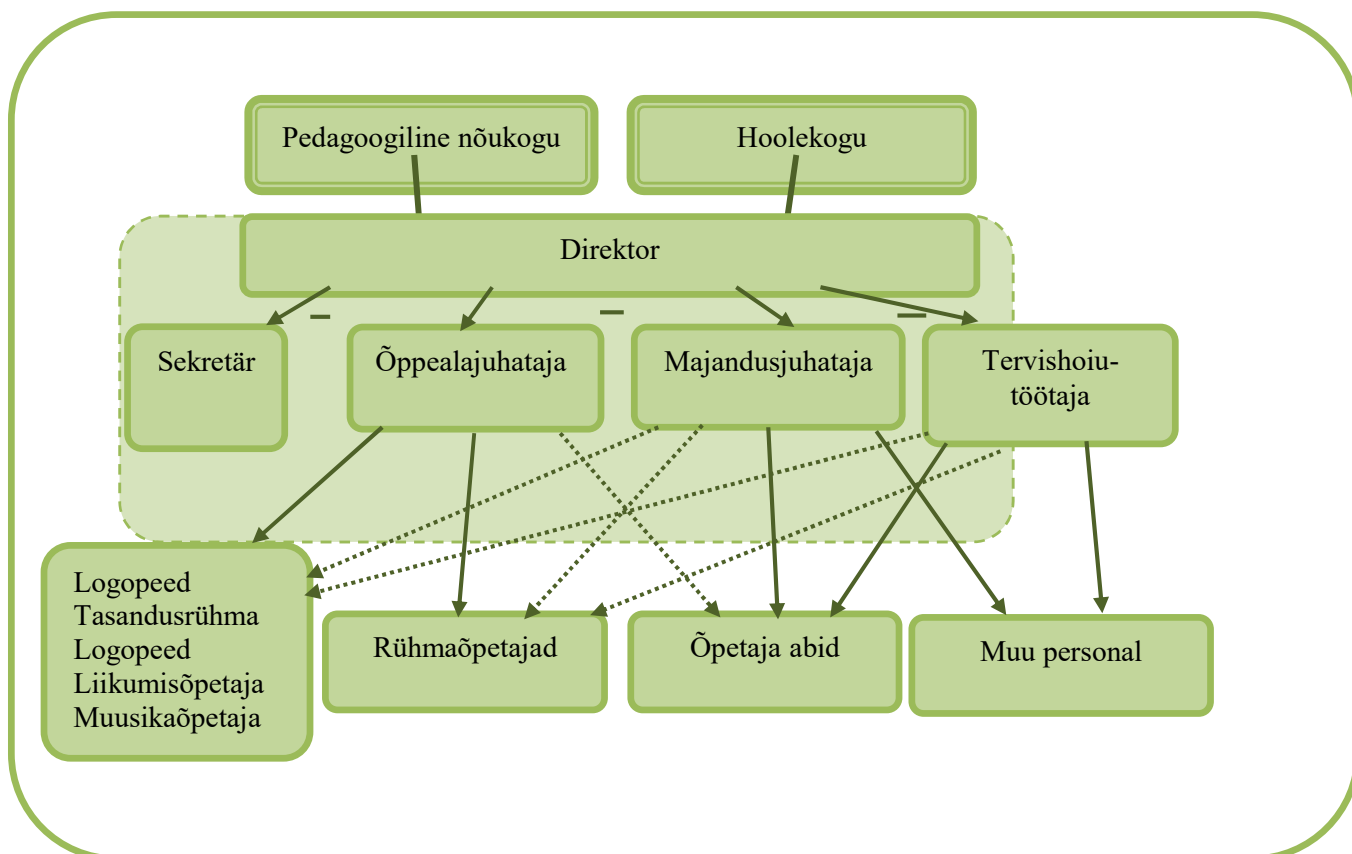 Pedagoogiline nõukogu
Hoolekogu
Direktor
Sekretär
Õppealajuhataja
Majandusjuhataja
Tervishoiu-
töötaja
Logopeed
Tasandusrühma
Logopeed
Liikumisõpetaja
Muusikaõpetaja
Rühmaõpetajad
Õpetaja abid
Muu personal